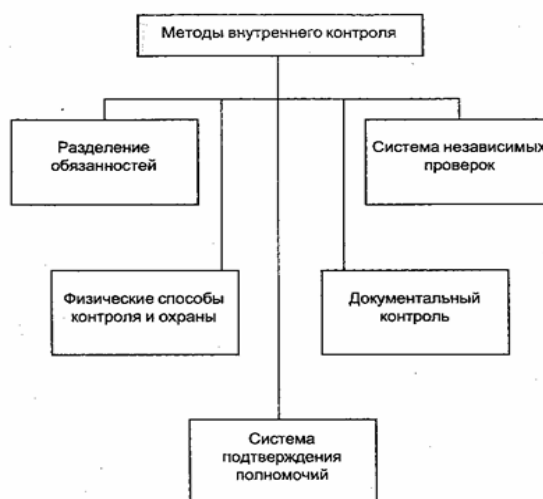 Методы внутреннего контроля
Разделение
обязанностей
Система независимых
проверок
Физические способы
контроля и охраны
Документальный
контроль
Система
подтверждения
полномочий